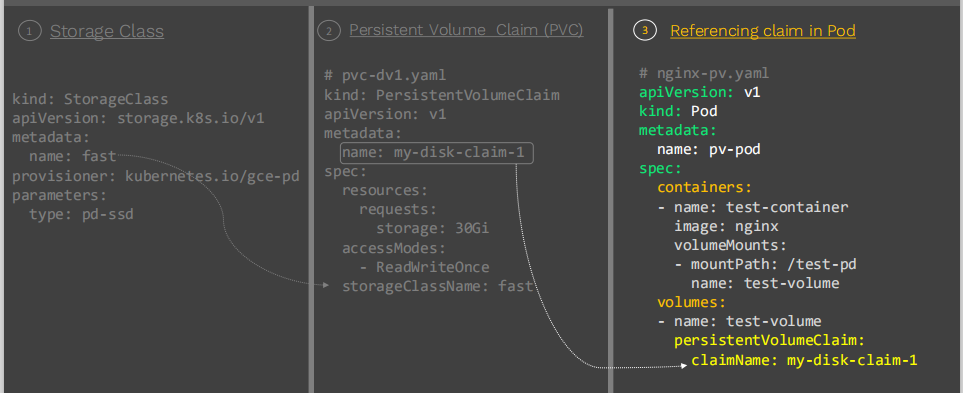 1 Storage Class
kind: StorageClass
apiVersion: storage.k8s.io/v1
metadata:
  name: fast
provisioner: kubernetes.io/gce-pd
parameters:
  type: pd-ssd
2 Persistent Volume Claim (PVC)
# pvc-dv1.yaml
kind: PersistentVolumeClaim
apiVersion: v1
metadata:
  name: my-disk-claim-1
spec:
  resources:
    requests:
      storage: 30Gi
  accessModes:
    - ReadWriteOnce
  storageClassName: fast
3 Referencing claim in Pod
# nginx-pv.yaml
apiVersion: v1
kind: Pod
metadata:
  name: pv-pod
spec:
  containers:
  - name: test-container
    image: nginx
    volumeMounts:
    - mountPath: /test-pd
      name: test-volume
  volumes:
  - name: test-volume
    persistentVolumeClaim:
      claimName: my-disk-claim-1